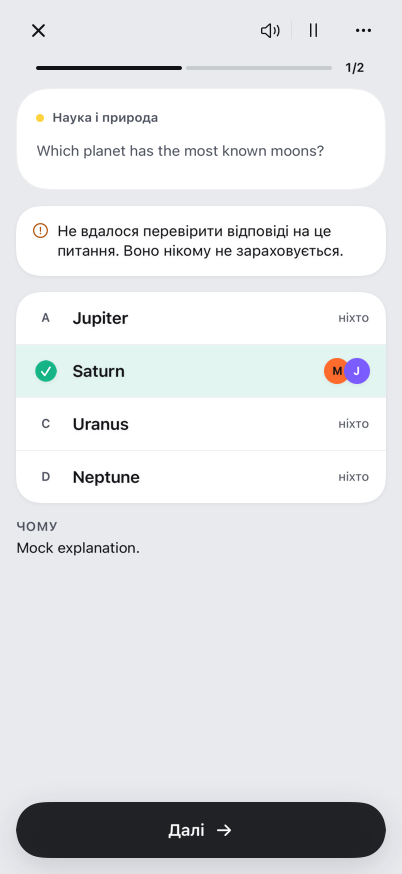 1/2
Наука і природа
Which planet has the most known moons?
Не вдалося перевірити відповіді на це
питання. Воно нікому не зараховується.
A Jupiter ніхто
Saturn M J
C Uranus ніхто
D Neptune ніхто
ЧОМУ
Mock explanation.
Далі →